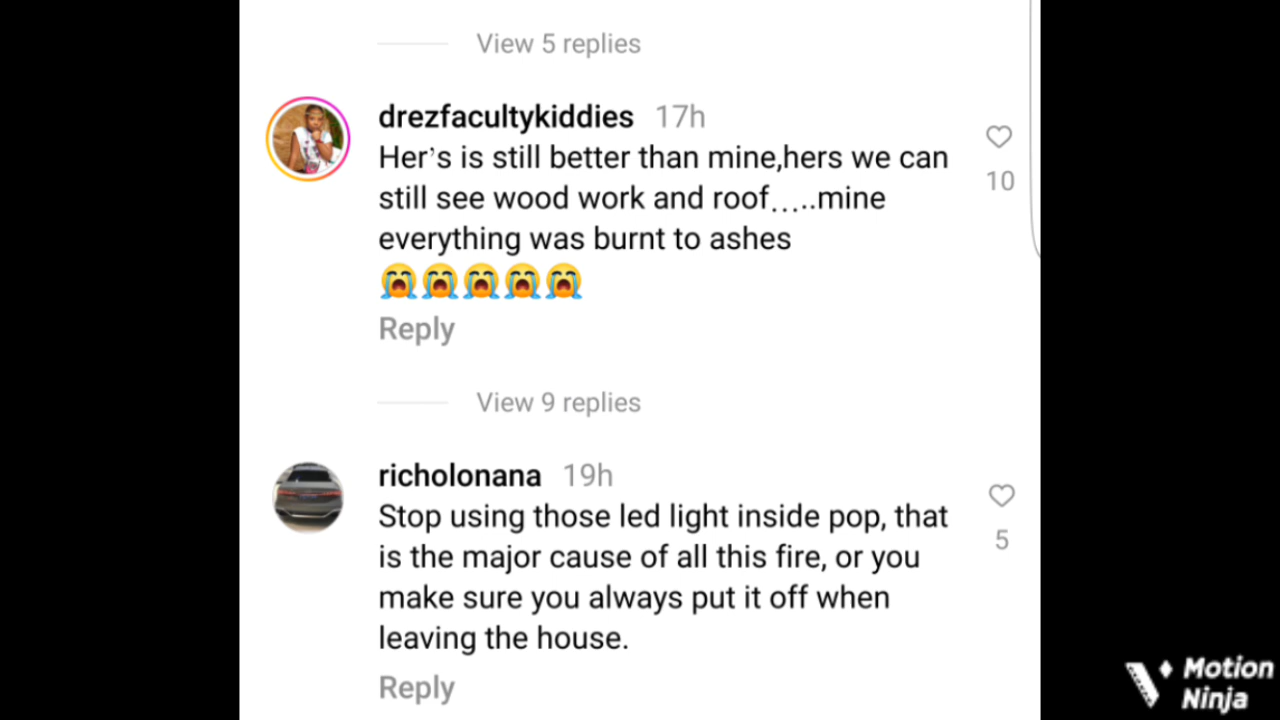 View 5 replies
drezfacultykiddies 17h
Her's is still better than mine,hers we can
still see wood work and roof…..mine
everything was burnt to ashes
😭😭😭😭😭
10
Reply
View 9 replies
richolonana 19h
Stop using those led light inside pop, that
is the major cause of all this fire, or you
make sure you always put it off when
leaving the house.
5
Reply
Motion
Ninja